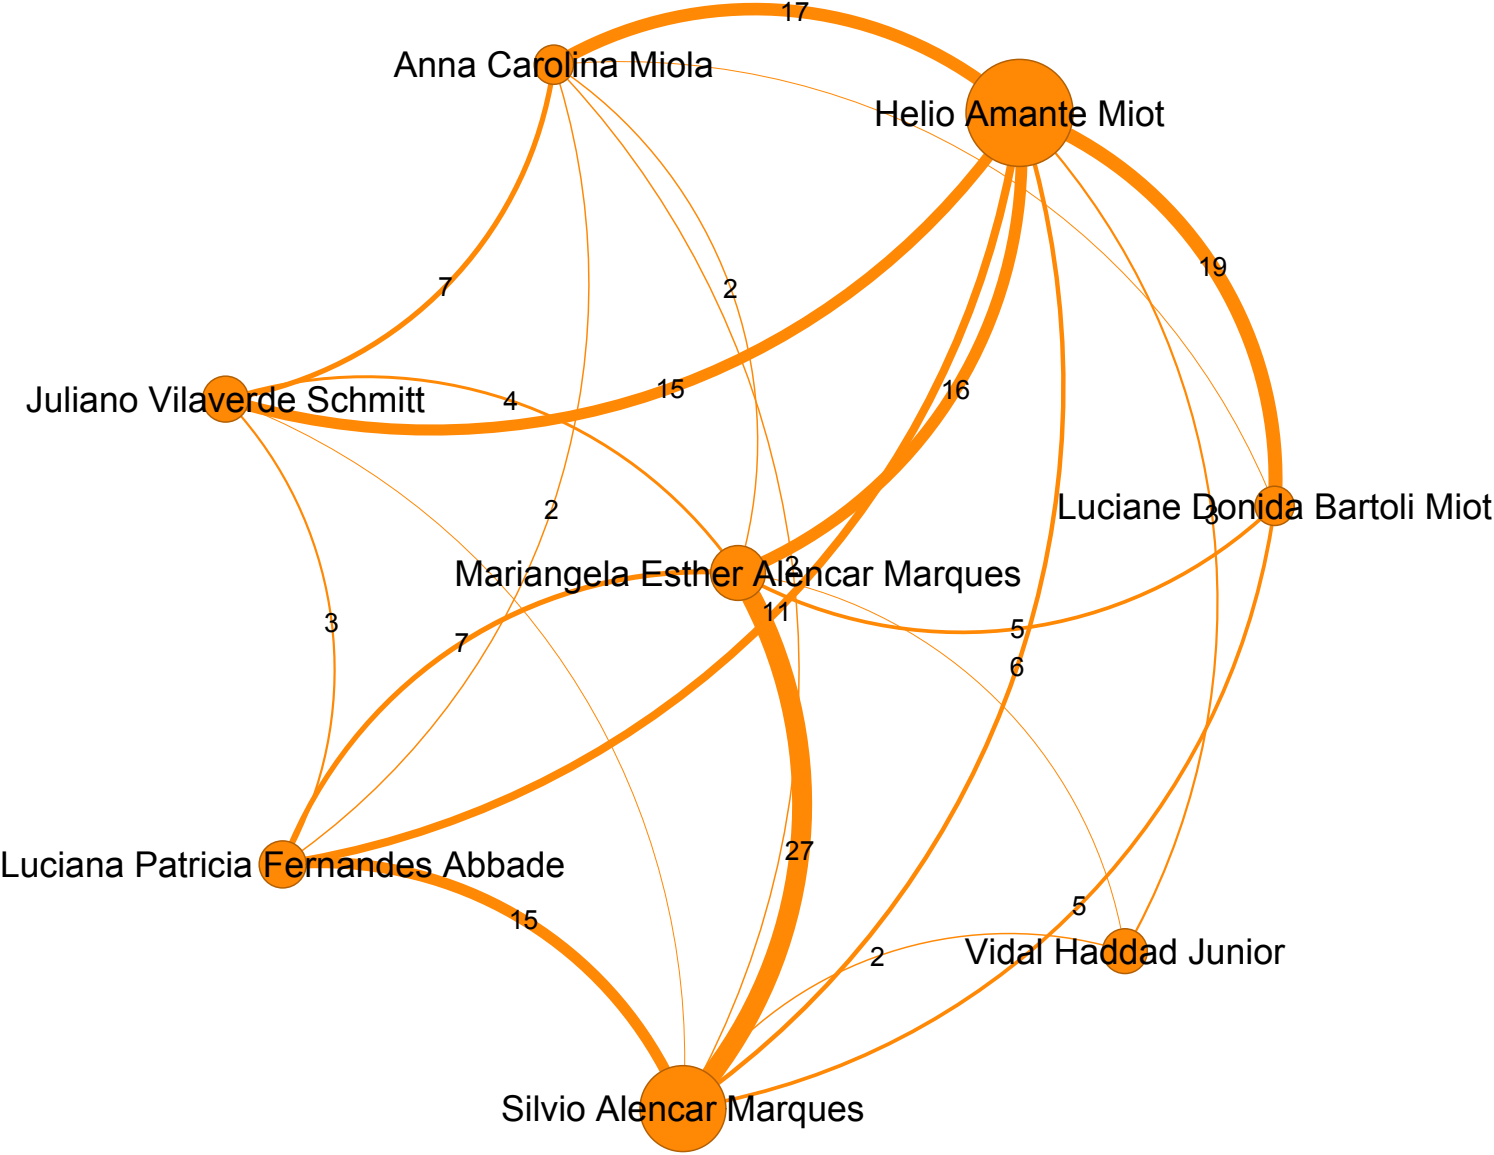 17
Anna Carolina Miola
Helio Amante Miot
19
7
2
15
16
Juliano Vilaverde Schmitt
4
2
Luciane Donida Bartoli Miot
3
2
Mariangela Esther Alencar Marques
11
3
7
5
6
27
Luciana Patricia Fernandes Abbade
15
5
2
Vidal Haddad Junior
Silvio Alencar Marques